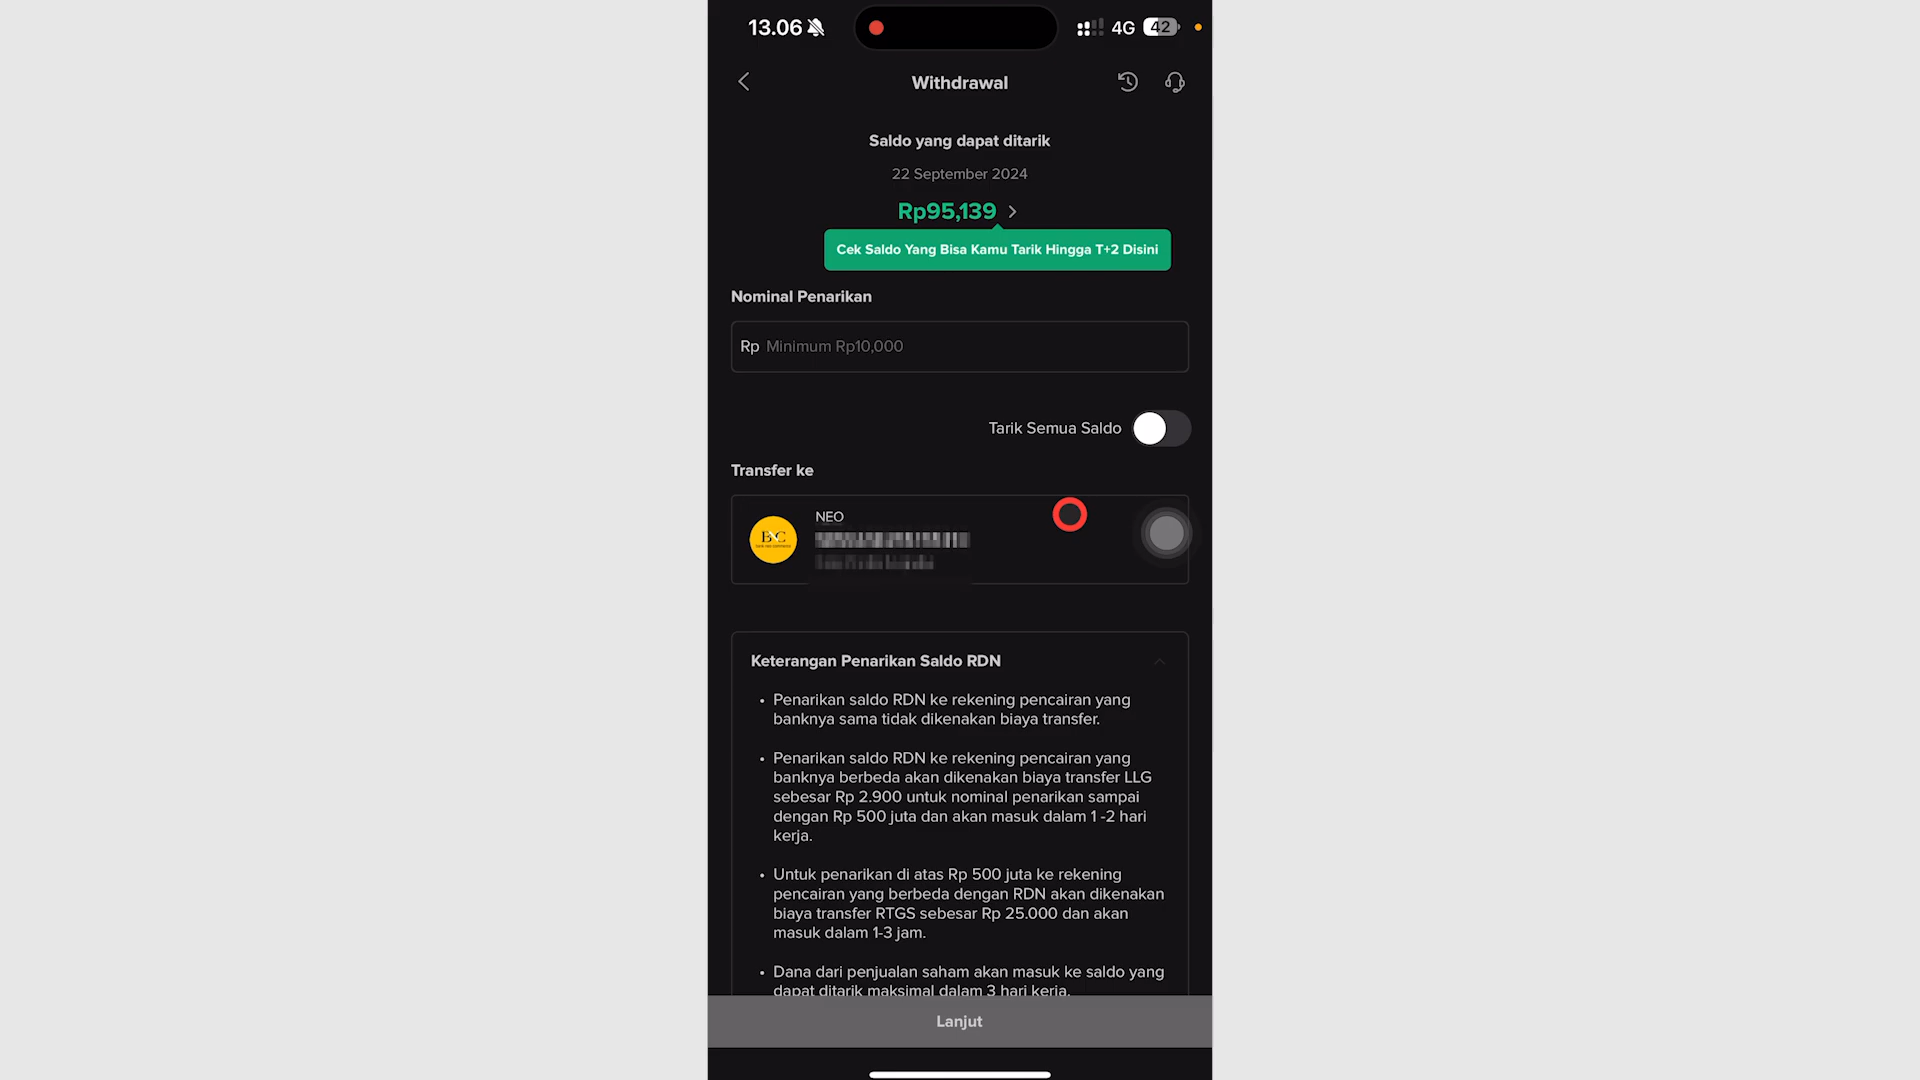 13.06
4G
42
Withdrawal
Saldo yang dapat ditarik
22 September 2024
Rp95,139
Cek Saldo Yang Bisa Kamu Tarik Hingga T+2 Disini
Nominal Penarikan
Rp Minimum Rp10,000
Tarik Semua Saldo
Transfer ke
NEO
Keterangan Penarikan Saldo RDN
• Penarikan saldo RDN ke rekening pencairan yang
banknya sama tidak dikenakan biaya transfer.
• Penarikan saldo RDN ke rekening pencairan yang
banknya berbeda akan dikenakan biaya transfer LLG
sebesar Rp 2.900 untuk nominal penarikan sampai
dengan Rp 500 juta dan akan masuk dalam 1 -2 hari
kerja.
• Untuk penarikan di atas Rp 500 juta ke rekening
pencairan yang berbeda dengan RDN akan dikenakan
biaya transfer RTGS sebesar Rp 25.000 dan akan
masuk dalam 1-3 jam.
• Dana dari penjualan saham akan masuk ke saldo yang
dapat ditarik maksimal dalam 3 hari kerja.
Lanjut